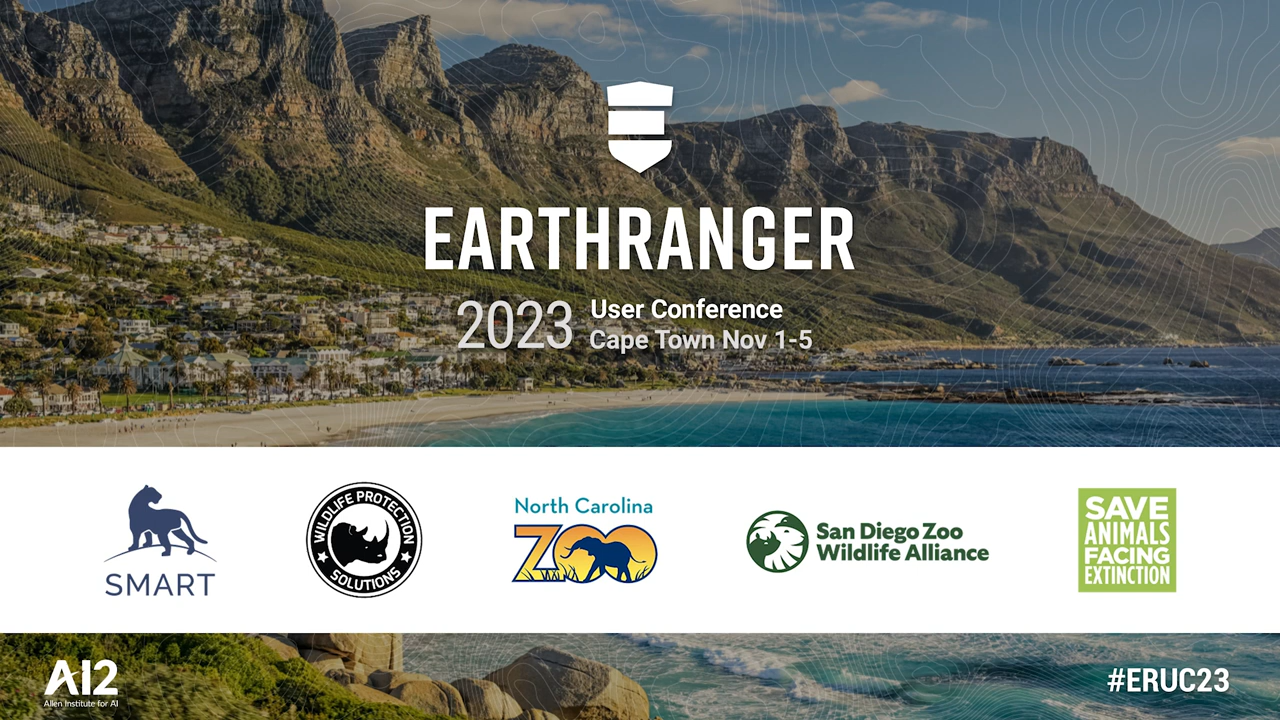 EARTHRANGER
2023
User Conference
Cape Town Nov 1-5
SMART
WILDLIFE PROTECTION
SOLUTIONS
North Carolina
ZOO
San Diego Zoo
Wildlife Alliance
SAVE
ANIMALS
FACING
EXTINCTION
AI2
Allen Institute for AI
#ERUC23